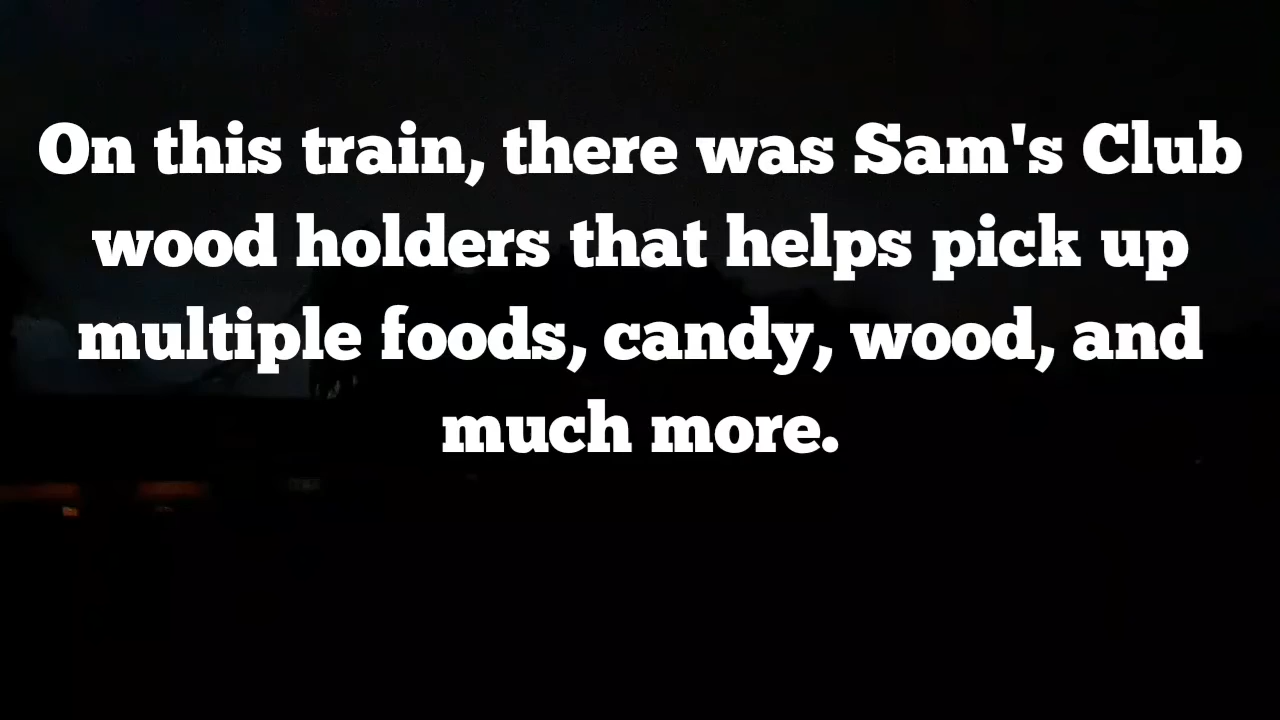 On this train, there was Sam's Club
wood holders that helps pick up
multiple foods, candy, wood, and
much more.